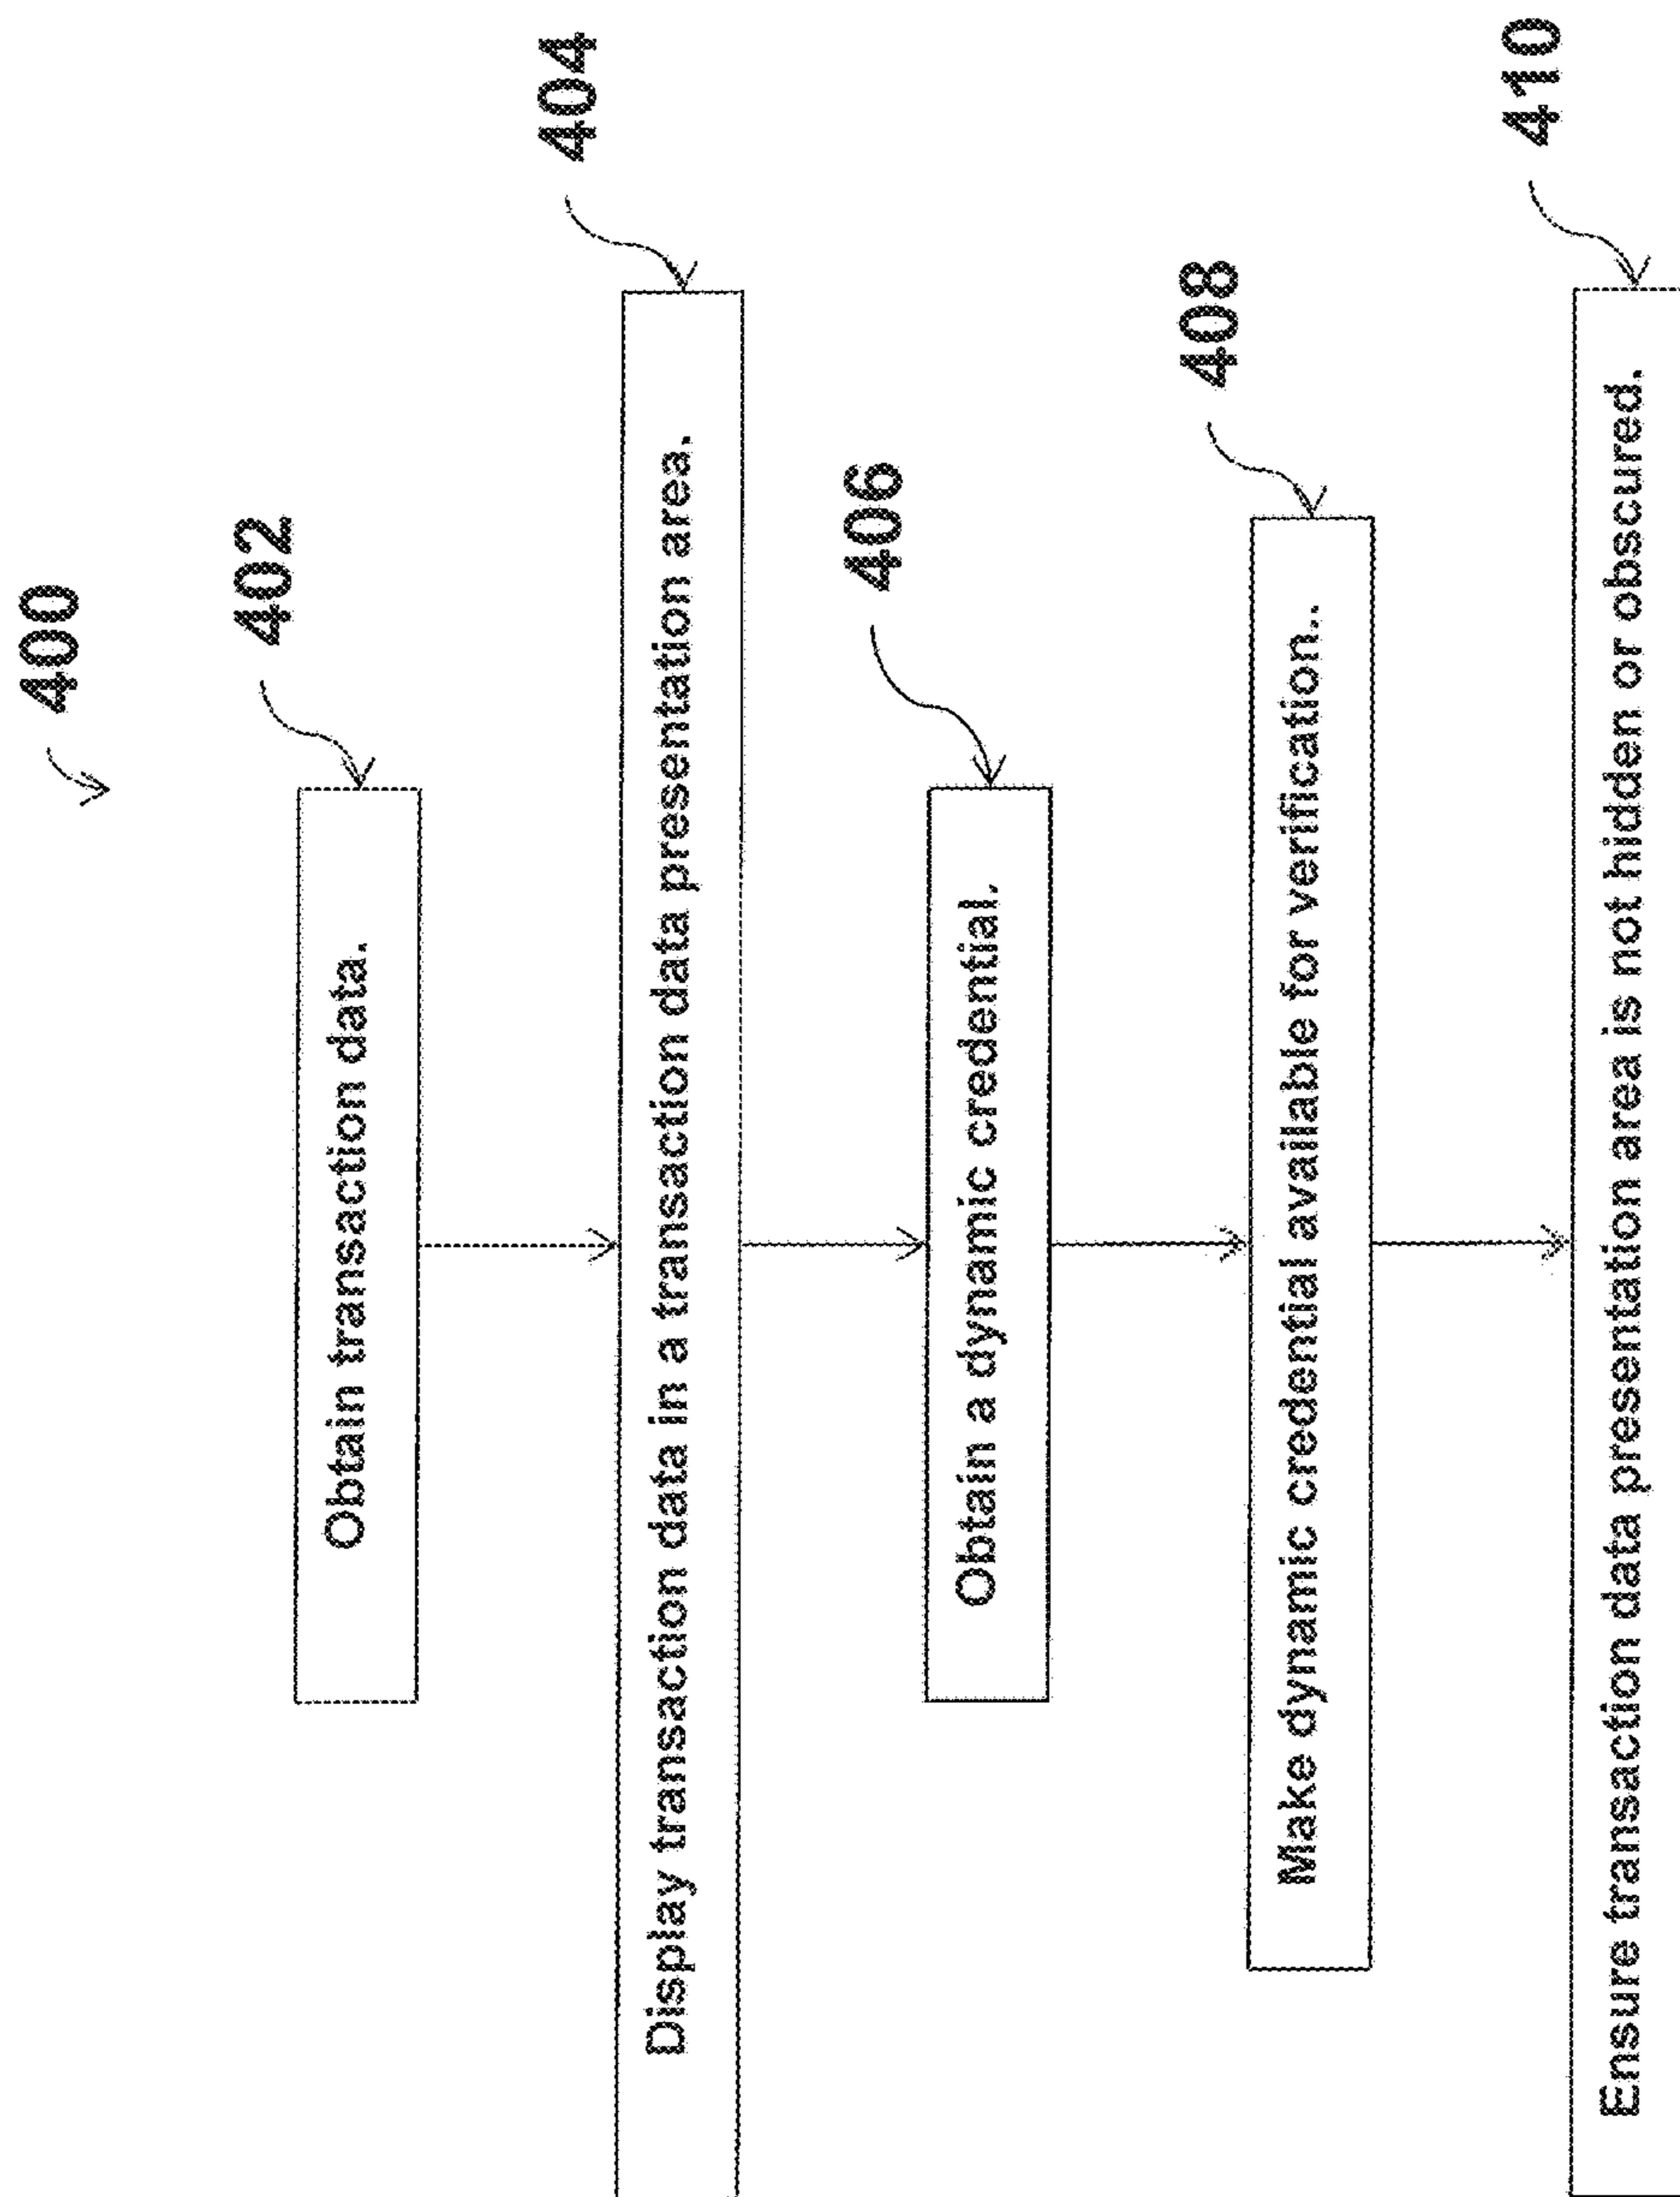 400
402
Obtain transaction data.
404
Display transaction data in a transaction data presentation area.
406
Obtain a dynamic credential.
408
Make dynamic credential available for verification..
410
Ensure transaction data presentation area is not hidden or obscured.